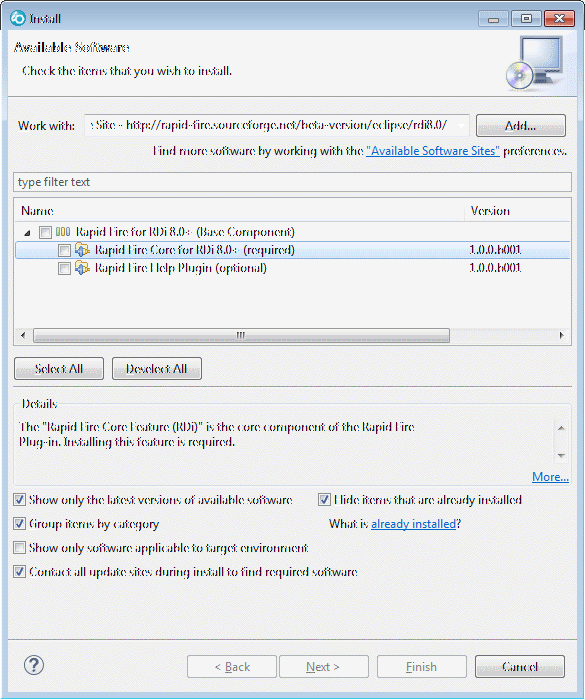 Install
Available Software
Check the items that you wish to install.
Work with: : Site - http://rapid-fire.sourceforge.net/beta-version/eclipse/rdi8.0/ Add...
Find more software by working with the "Available Software Sites" preferences.
type filter text
Name Version
Rapid Fire for RDi 8.0+ (Base Component)
Rapid Fire Core for RDi 8.0+ (required) 1.0.0.b001
Rapid Fire Help Plugin (optional) 1.0.0.b001
Select All Deselect All
Details
The "Rapid Fire Core Feature (RDi)" is the core component of the Rapid Fire
Plug-in. Installing this feature is required.
More...
Show only the latest versions of available software Hide items that are already installed
Group items by category What is already installed?
Show only software applicable to target environment
Contact all update sites during install to find required software
? < Back Next > Finish Cancel